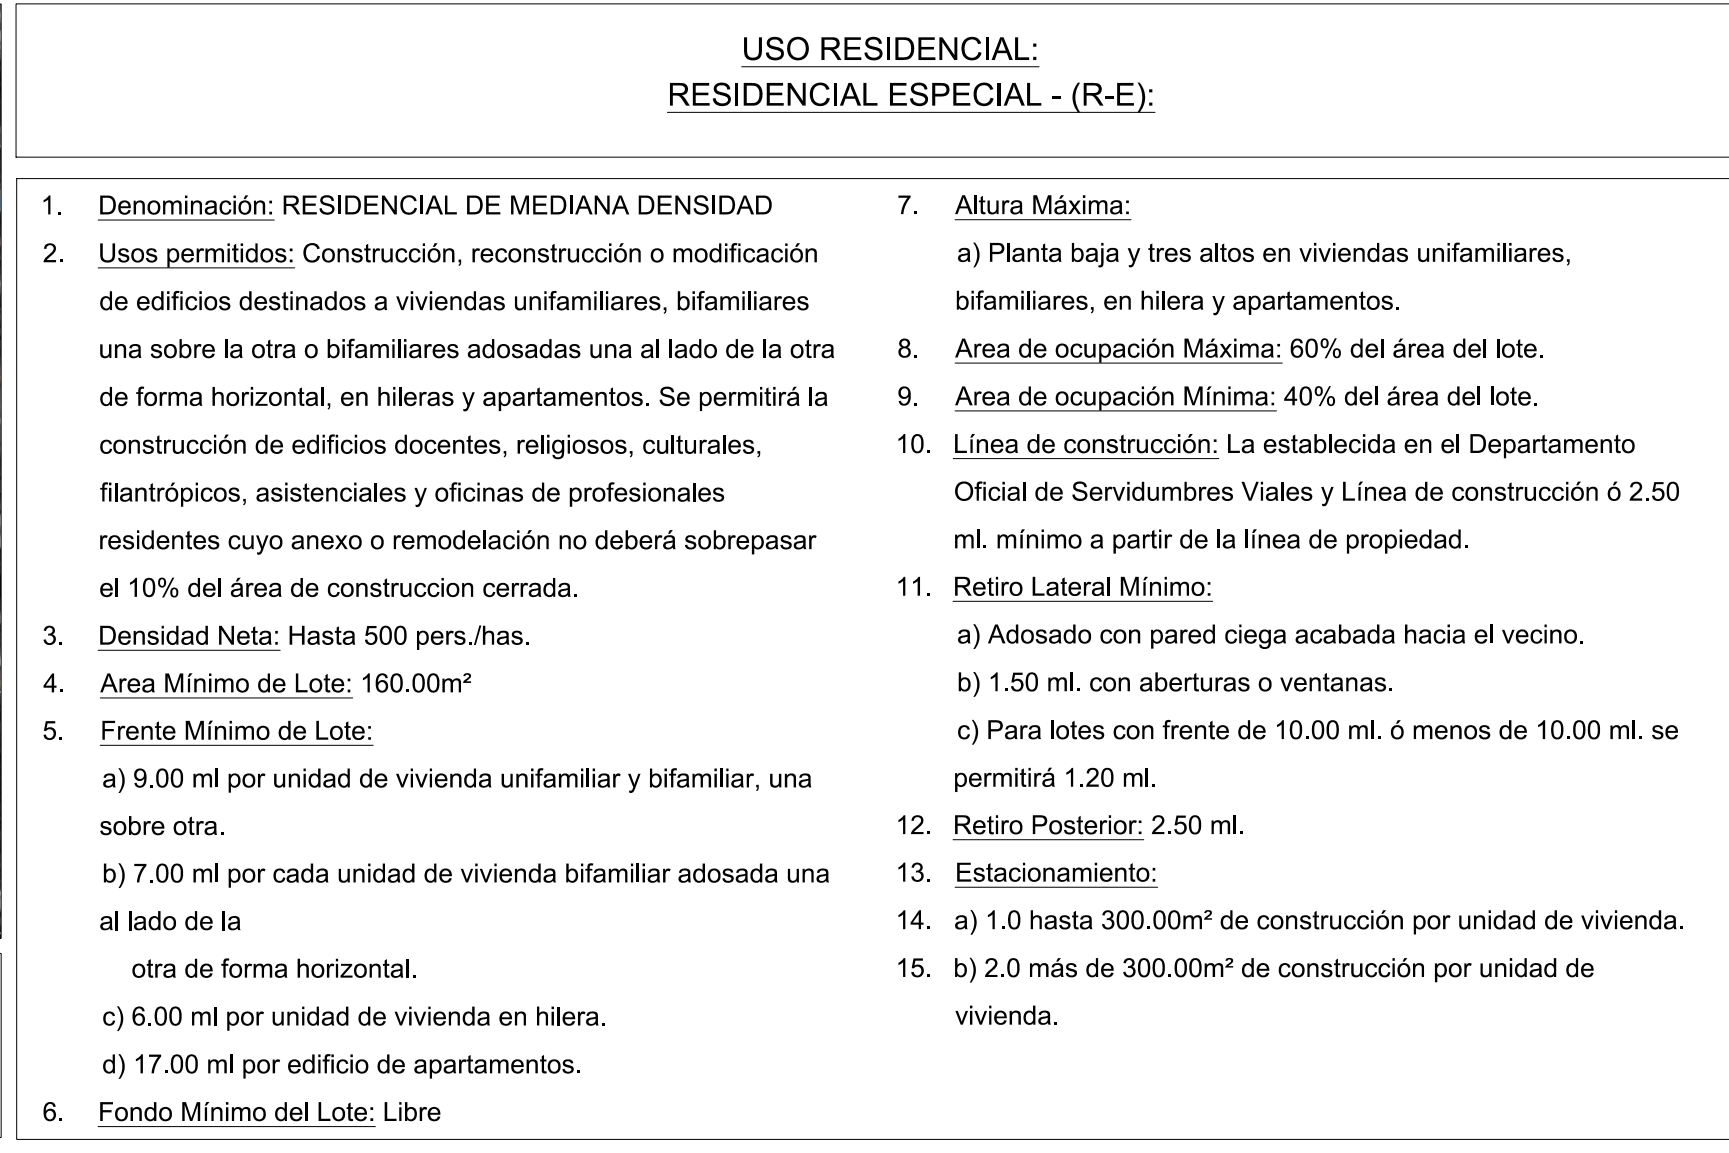 USO RESIDENCIAL:
RESIDENCIAL ESPECIAL - (R-E):
1. Denominación: RESIDENCIAL DE MEDIANA DENSIDAD
2. Usos permitidos: Construcción, reconstrucción o modificación
de edificios destinados a viviendas unifamiliares, bifamiliares
una sobre la otra o bifamiliares adosadas una al lado de la otra
de forma horizontal, en hileras y apartamentos. Se permitirá la
construcción de edificios docentes, religiosos, culturales,
filantrópicos, asistenciales y oficinas de profesionales
residentes cuyo anexo o remodelación no deberá sobrepasar
el 10% del área de construccion cerrada.
3. Densidad Neta: Hasta 500 pers./has.
4. Area Mínimo de Lote: 160.00m²
5. Frente Mínimo de Lote:
a) 9.00 ml por unidad de vivienda unifamiliar y bifamiliar, una
sobre otra.
b) 7.00 ml por cada unidad de vivienda bifamiliar adosada una
al lado de la
otra de forma horizontal.
c) 6.00 ml por unidad de vivienda en hilera.
d) 17.00 ml por edificio de apartamentos.
6. Fondo Mínimo del Lote: Libre
7. Altura Máxima:
a) Planta baja y tres altos en viviendas unifamiliares,
bifamiliares, en hilera y apartamentos.
8. Area de ocupación Máxima: 60% del área del lote.
9. Area de ocupación Mínima: 40% del área del lote.
10. Línea de construcción: La establecida en el Departamento
Oficial de Servidumbres Viales y Línea de construcción ó 2.50
ml. mínimo a partir de la línea de propiedad.
11. Retiro Lateral Mínimo:
a) Adosado con pared ciega acabada hacia el vecino.
b) 1.50 ml. con aberturas o ventanas.
c) Para lotes con frente de 10.00 ml. ó menos de 10.00 ml. se
permitirá 1.20 ml.
12. Retiro Posterior: 2.50 ml.
13. Estacionamiento:
14. a) 1.0 hasta 300.00m² de construcción por unidad de vivienda.
15. b) 2.0 más de 300.00m² de construcción por unidad de
vivienda.